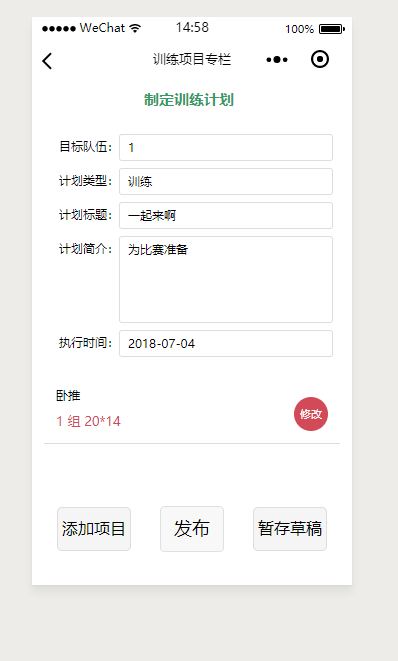 ●●●●● WeChat 14:58 100%
训练项目专栏
制定训练计划
目标队伍: 1
计划类型: 训练
计划标题: 一起来啊
计划简介: 为比赛准备
执行时间: 2018-07-04
卧推
1 组 20*14
修改
添加项目 发布 暂存草稿